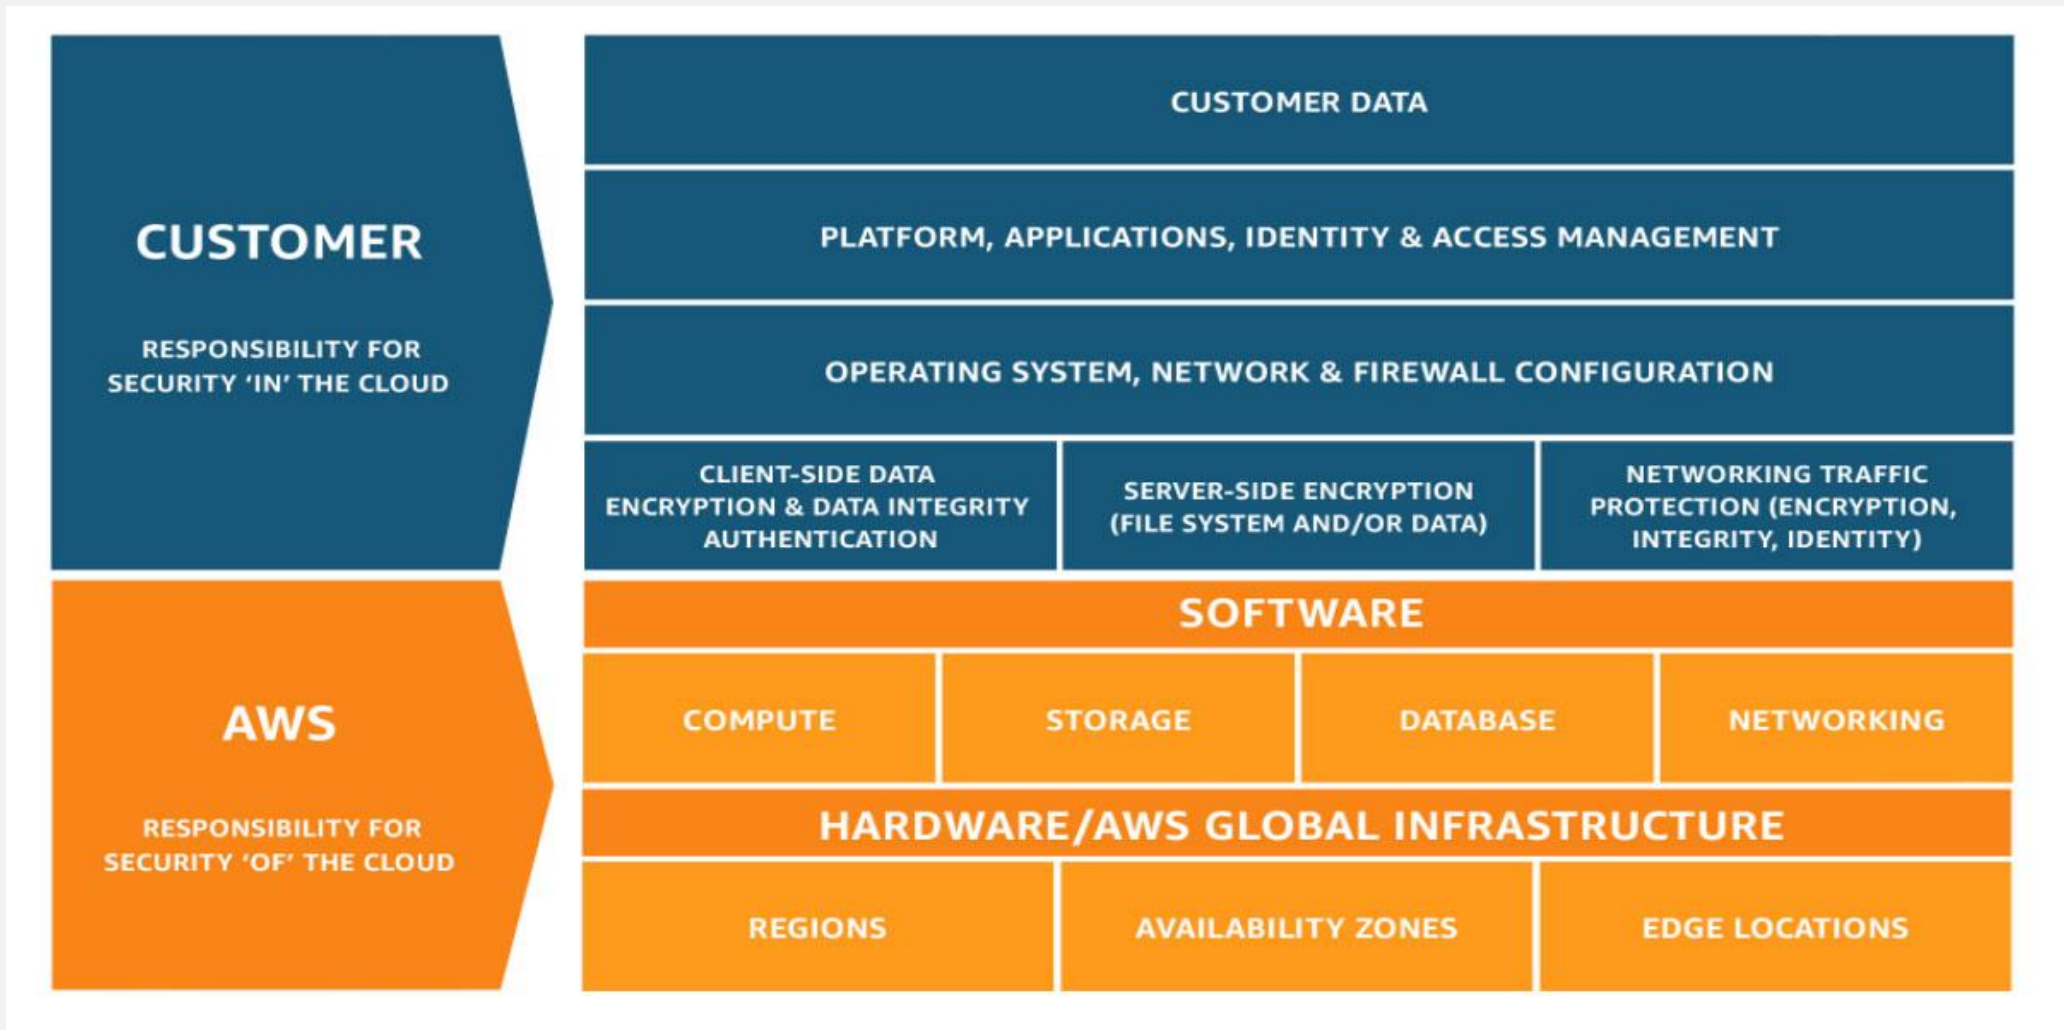 CUSTOMER
RESPONSIBILITY FOR
SECURITY ‘IN’ THE CLOUD
CUSTOMER DATA
PLATFORM, APPLICATIONS, IDENTITY & ACCESS MANAGEMENT
OPERATING SYSTEM, NETWORK & FIREWALL CONFIGURATION
CLIENT-SIDE DATA
ENCRYPTION & DATA INTEGRITY
AUTHENTICATION
SERVER-SIDE ENCRYPTION
(FILE SYSTEM AND/OR DATA)
NETWORKING TRAFFIC
PROTECTION (ENCRYPTION,
INTEGRITY, IDENTITY)
AWS
RESPONSIBILITY FOR
SECURITY ‘OF’ THE CLOUD
SOFTWARE
COMPUTE
STORAGE
DATABASE
NETWORKING
HARDWARE/AWS GLOBAL INFRASTRUCTURE
REGIONS
AVAILABILITY ZONES
EDGE LOCATIONS